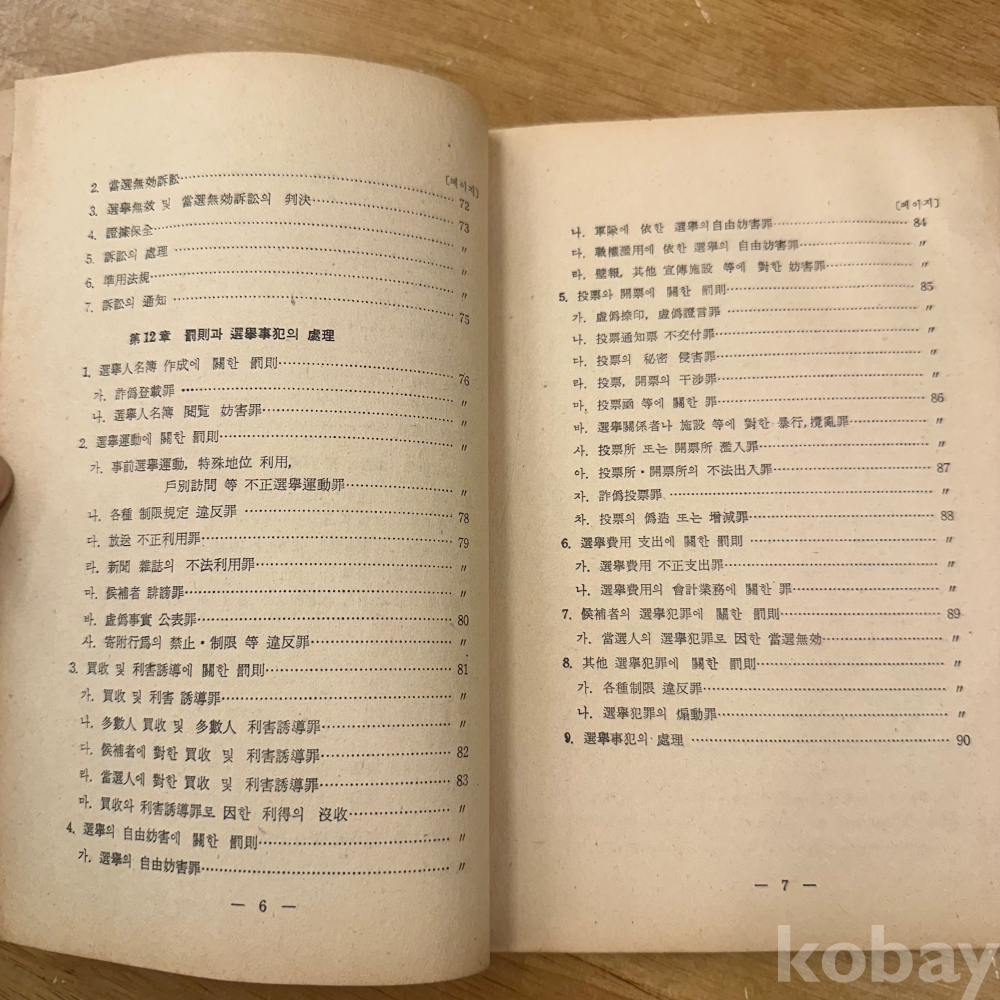 [페이지]
2. 當選無効訴訟……72
3. 選擧無效 및 當選無効訴訟의 判決……73
4. 證據保全……〃
5. 訴訟의 處理……〃
6. 準用法規……〃
7. 訴訟의 通知……75
第12章 罰則과 選擧事犯의 處理
1. 選擧人名簿 作成에 關한 罰則……76
가. 詐僞登載罪……〃
나. 選擧人名簿 閱覽 妨害罪……〃
2. 選擧運動에 關한 罰則……〃
가. 事前選擧運動, 特殊地位 利用,
戶別訪問 等 不正選擧運動罪……〃
나. 各種 制限規定 違反罪……78
다. 放送 不正利用罪……79
라. 新聞 雜誌의 不法利用罪……〃
마. 候補者 誹謗罪……〃
바. 虛僞事實 公表罪……80
사. 寄附行爲의 禁止·制限 等 違反罪……〃
3. 買收 및 利害誘導에 關한 罰則……81
가. 買收 및 利害 誘導罪……〃
나. 多數人 買收 및 多數人 利害誘導罪……〃
다. 候補者에 對한 買收 및 利害誘導罪……82
라. 當選人에 對한 買收 및 利害誘導罪……83
마. 買收와 利害誘導罪로 因한 利得의 沒收……〃
4. 選擧의 自由妨害에 關한 罰則……〃
가. 選擧의 自由妨害罪……〃
— 6 —
[페이지]
나. 軍隊에 依한 選擧의 自由妨害罪……84
다. 職權濫用에 依한 選擧의 自由妨害罪……〃
라. 壁報, 其他 宣傳施設 等에 對한 妨害罪……〃
5. 投票와 開票에 關한 罰則……85
가. 虛僞捺印, 虛僞證言罪……〃
나. 投票通知票 不交付罪……〃
다. 投票의 秘密 侵害罪……〃
라. 投票, 開票의 干涉罪……〃
마. 投票函 等에 關한 罪……86
바. 選擧關係者나 施設 等에 對한 暴行, 攪亂罪……〃
사. 投票所 또는 開票所 濫入罪……〃
아. 投票所·開票所의 不法出入罪……87
자. 詐僞投票罪……〃
차. 投票의 僞造 또는 增減罪……88
6. 選擧費用 支出에 關한 罰則……〃
가. 選擧費用 不正支出罪……〃
나. 選擧費用의 會計業務에 關한 罪……〃
7. 候補者의 選擧犯罪에 關한 罰則……89
가. 當選人의 選擧犯罪로 因한 當選無効……〃
8. 其他 選擧犯罪에 關한 罰則……〃
가. 各種制限 違反罪……〃
나. 選擧犯罪의 煽動罪……〃
9. 選擧事犯의 處理……90
— 7 —
kobay